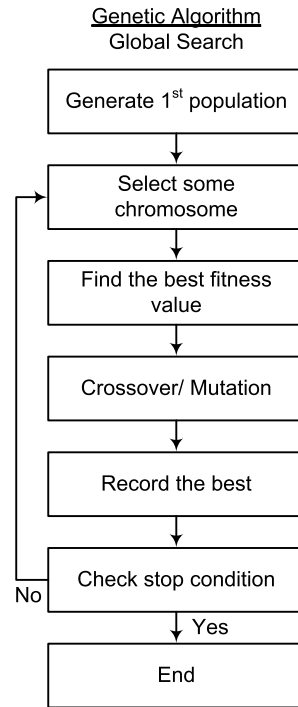 Genetic Algorithm
Global Search
Generate 1st population
Select some
chromosome
Find the best fitness
value
Crossover/ Mutation
Record the best
Check stop condition
No
Yes
End